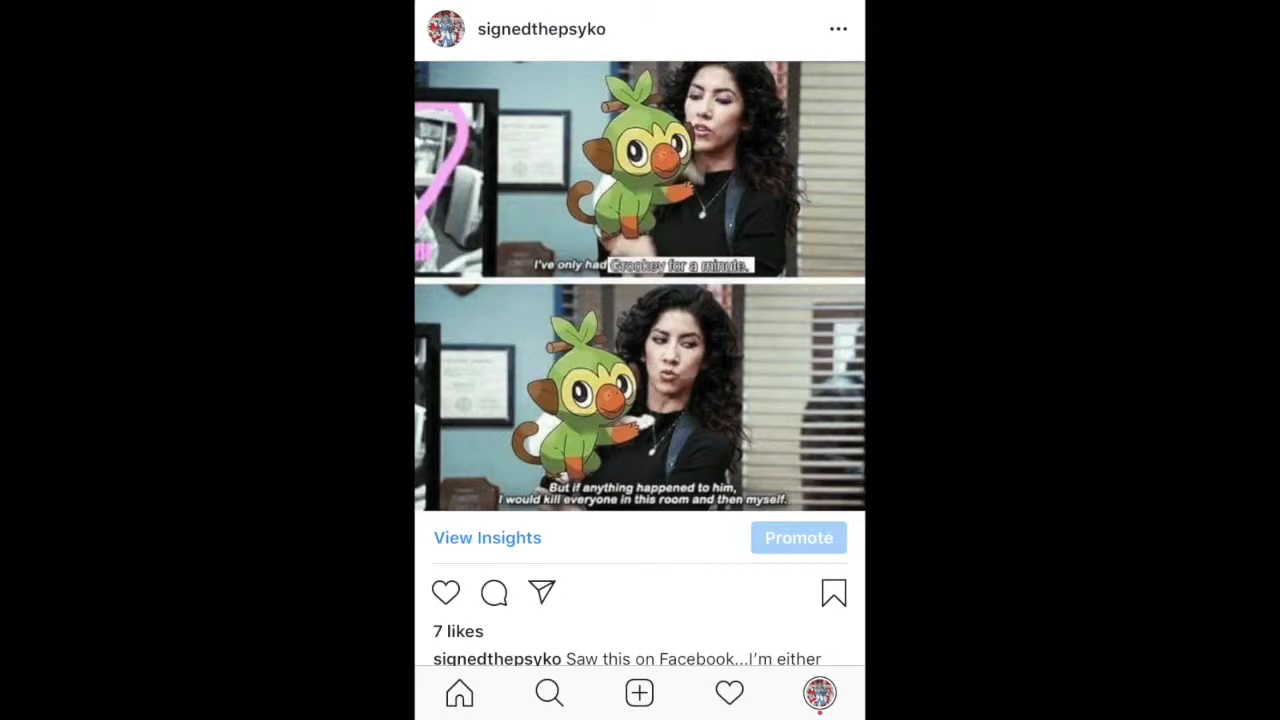 signedthepsyko
I've only had Grookey for a minute.
But if anything happened to him,
I would kill everyone in this room and then myself.
View Insights
Promote
7 likes
signedthepsyko Saw this on Facebook...I'm either